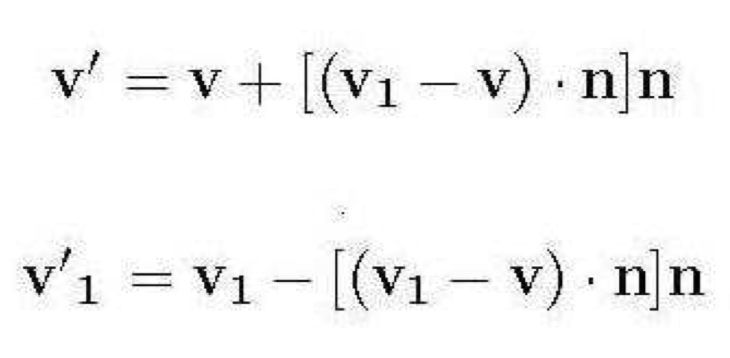 v′ = v + [(v₁ − v) · n]n
v′₁ = v₁ − [(v₁ − v) · n]n